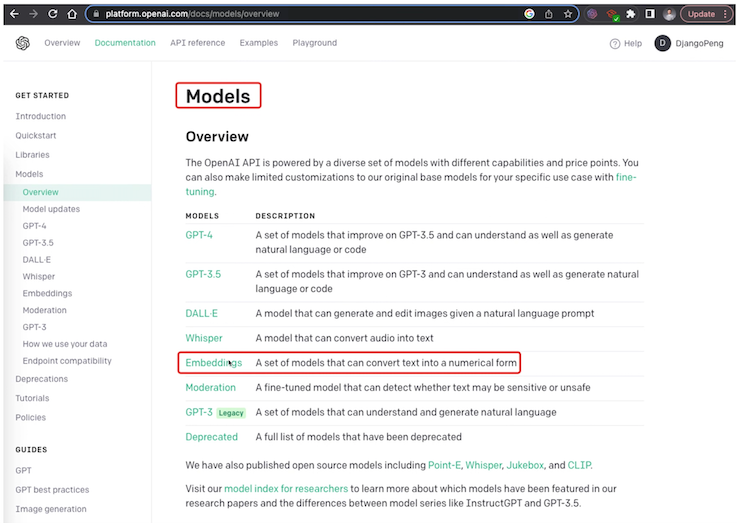 platform.openai.com/docs/models/overview
Update
Overview Documentation API reference Examples Playground
Help D DjangoPeng
GET STARTED
Introduction
Quickstart
Libraries
Models
Overview
Model updates
GPT-4
GPT-3.5
DALL·E
Whisper
Embeddings
Moderation
GPT-3
How we use your data
Endpoint compatibility
Deprecations
Tutorials
Policies
GUIDES
GPT
GPT best practices
Image generation
Models
Overview
The OpenAI API is powered by a diverse set of models with different capabilities and price points. You
can also make limited customizations to our original base models for your specific use case with fine-
tuning.
MODELS DESCRIPTION
GPT-4 A set of models that improve on GPT-3.5 and can understand as well as generate
natural language or code
GPT-3.5 A set of models that improve on GPT-3 and can understand as well as generate natural
language or code
DALL·E A model that can generate and edit images given a natural language prompt
Whisper A model that can convert audio into text
Embeddings A set of models that can convert text into a numerical form
Moderation A fine-tuned model that can detect whether text may be sensitive or unsafe
GPT-3 Legacy A set of models that can understand and generate natural language
Deprecated A full list of models that have been deprecated
We have also published open source models including Point-E, Whisper, Jukebox, and CLIP.
Visit our model index for researchers to learn more about which models have been featured in our
research papers and the differences between model series like InstructGPT and GPT-3.5.